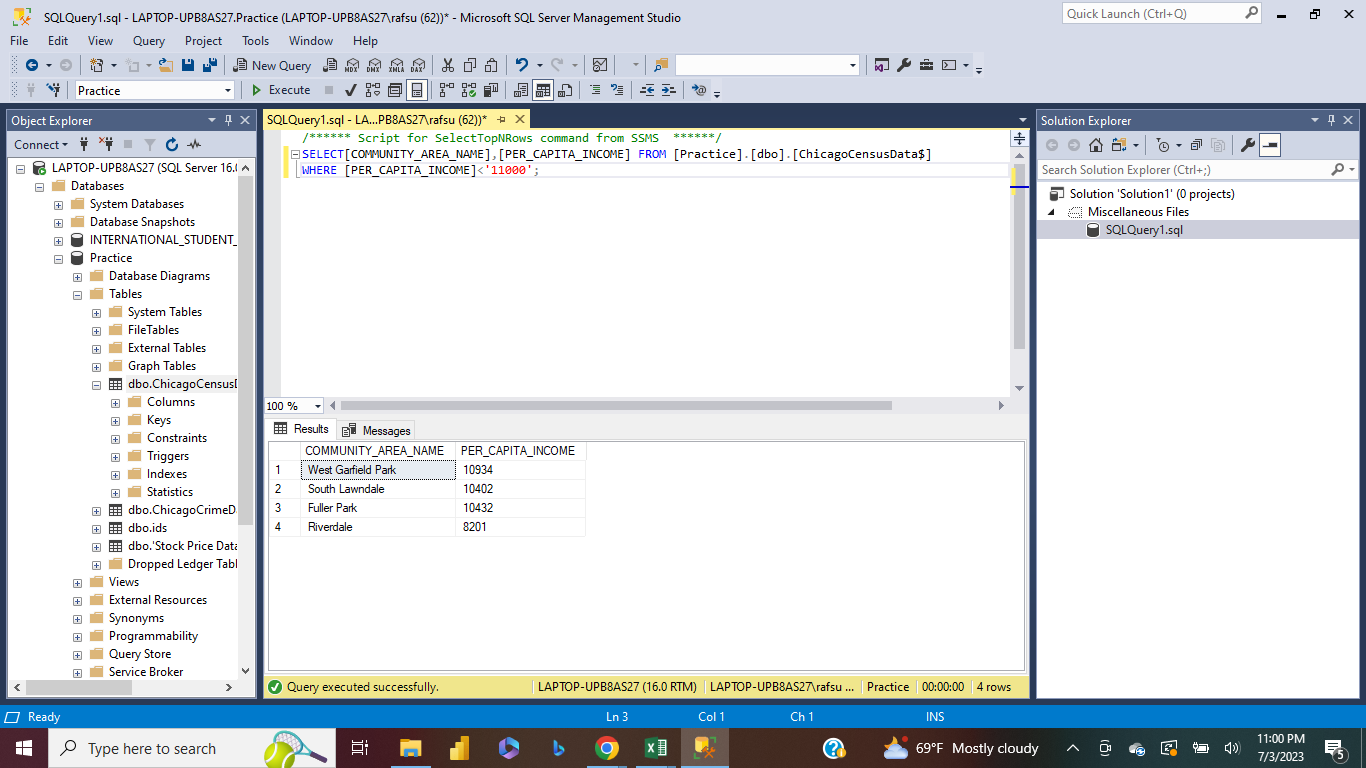 SQLQuery1.sql - LAPTOP-UPB8AS27.Practice (LAPTOP-UPB8AS27\rafsu (62))* - Microsoft SQL Server Management Studio
Quick Launch (Ctrl+Q)
File Edit View Query Project Tools Window Help
New Query MDX DMX XMLA DAX
Practice Execute
Object Explorer
Connect
LAPTOP-UPB8AS27 (SQL Server 16.0
Databases
System Databases
Database Snapshots
INTERNATIONAL_STUDENT_
Practice
Database Diagrams
Tables
System Tables
FileTables
External Tables
Graph Tables
dbo.ChicagoCensusD
Columns
Keys
Constraints
Triggers
Indexes
Statistics
dbo.ChicagoCrimeDa
dbo.ids
dbo.'Stock Price Data
Dropped Ledger Tabl
Views
External Resources
Synonyms
Programmability
Query Store
Service Broker
SQLQuery1.sql - LA...PB8AS27\rafsu (62))*
/****** Script for SelectTopNRows command from SSMS ******/
SELECT[COMMUNITY_AREA_NAME],[PER_CAPITA_INCOME] FROM [Practice].[dbo].[ChicagoCensusData$]
WHERE [PER_CAPITA_INCOME]<'11000';
100 %
Results Messages
COMMUNITY_AREA_NAME PER_CAPITA_INCOME
1 West Garfield Park 10934
2 South Lawndale 10402
3 Fuller Park 10432
4 Riverdale 8201
Query executed successfully. LAPTOP-UPB8AS27 (16.0 RTM) LAPTOP-UPB8AS27\rafsu ... Practice 00:00:00 4 rows
Solution Explorer
Search Solution Explorer (Ctrl+;)
Solution 'Solution1' (0 projects)
Miscellaneous Files
SQLQuery1.sql
Ready Ln 3 Col 1 Ch 1 INS
Type here to search
69°F Mostly cloudy
11:00 PM
7/3/2023
5